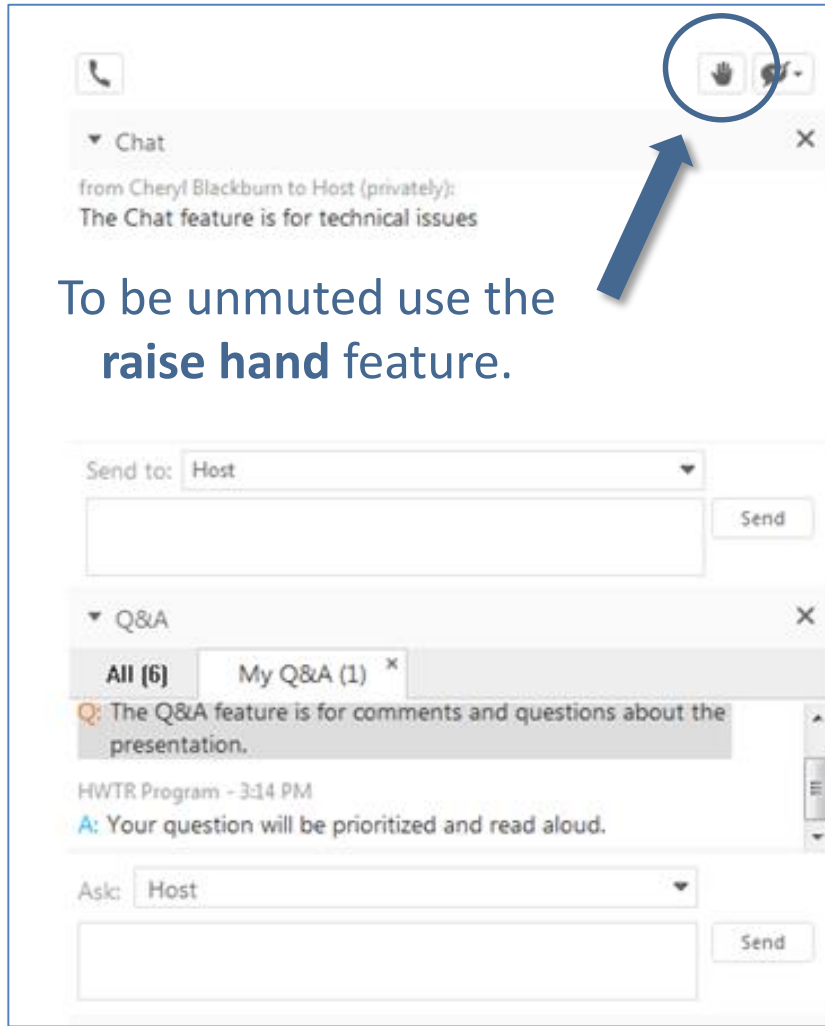 Chat
from Cheryl Blackburn to Host (privately):
The Chat feature is for technical issues
To be unmuted use the
raise hand feature.
Send to: Host
Send
Q&A
All (6) My Q&A (1)
Q: The Q&A feature is for comments and questions about the
presentation.
HWTR Program - 3:14 PM
A: Your question will be prioritized and read aloud.
Ask: Host
Send